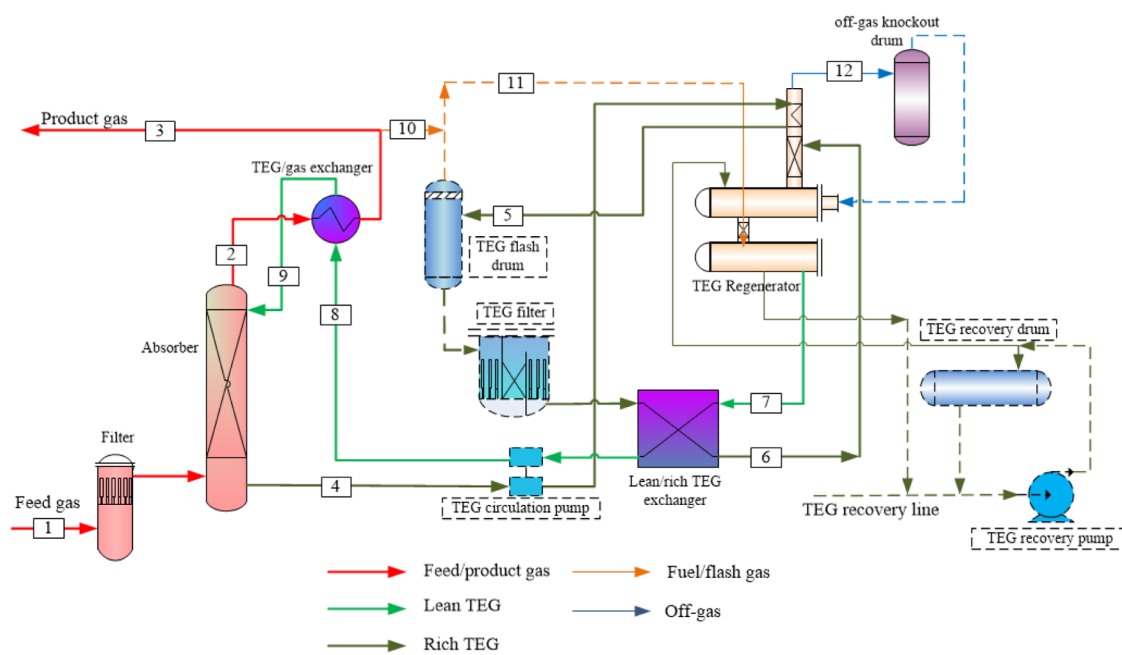 off-gas knockout
drum
12
11
Product gas
3
10
TEG/gas exchanger
5
2
TEG flash
drum
9
TEG Regenerator
8
TEG filter
TEG recovery drum
Absorber
7
Filter
6
4
Lean/rich TEG
exchanger
Feed gas
1
TEG circulation pump
TEG recovery line
TEG recovery pump
Feed/product gas
Fuel/flash gas
Lean TEG
Off-gas
Rich TEG